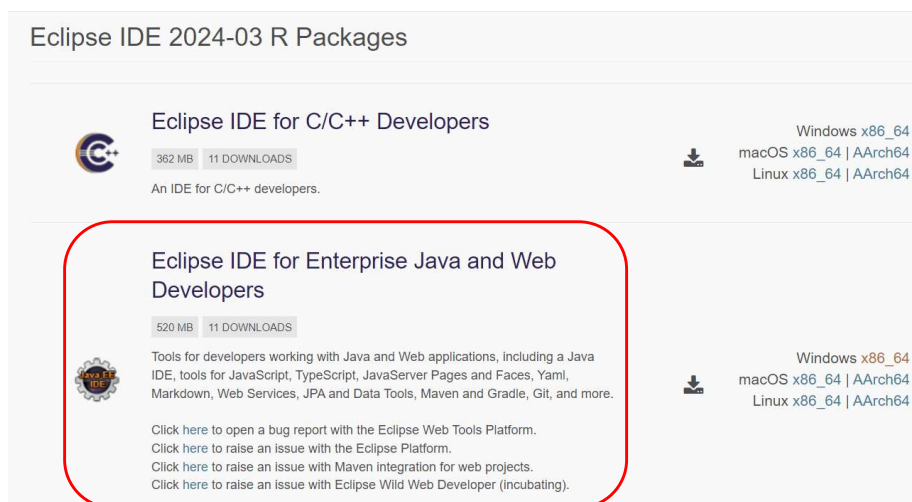 Eclipse IDE 2024-03 R Packages
Eclipse IDE for C/C++ Developers
362 MB 11 DOWNLOADS
An IDE for C/C++ developers.
Windows x86_64
macOS x86_64 | AArch64
Linux x86_64 | AArch64
C++
Eclipse IDE for Enterprise Java and Web
Developers
520 MB 11 DOWNLOADS
Tools for developers working with Java and Web applications, including a Java
IDE, tools for JavaScript, TypeScript, JavaServer Pages and Faces, Yaml,
Markdown, Web Services, JPA and Data Tools, Maven and Gradle, Git, and more.
Click here to open a bug report with the Eclipse Web Tools Platform.
Click here to raise an issue with the Eclipse Platform.
Click here to raise an issue with Maven integration for web projects.
Click here to raise an issue with Eclipse Wild Web Developer (incubating).
Java EE
IDE
Windows x86_64
macOS x86_64 | AArch64
Linux x86_64 | AArch64